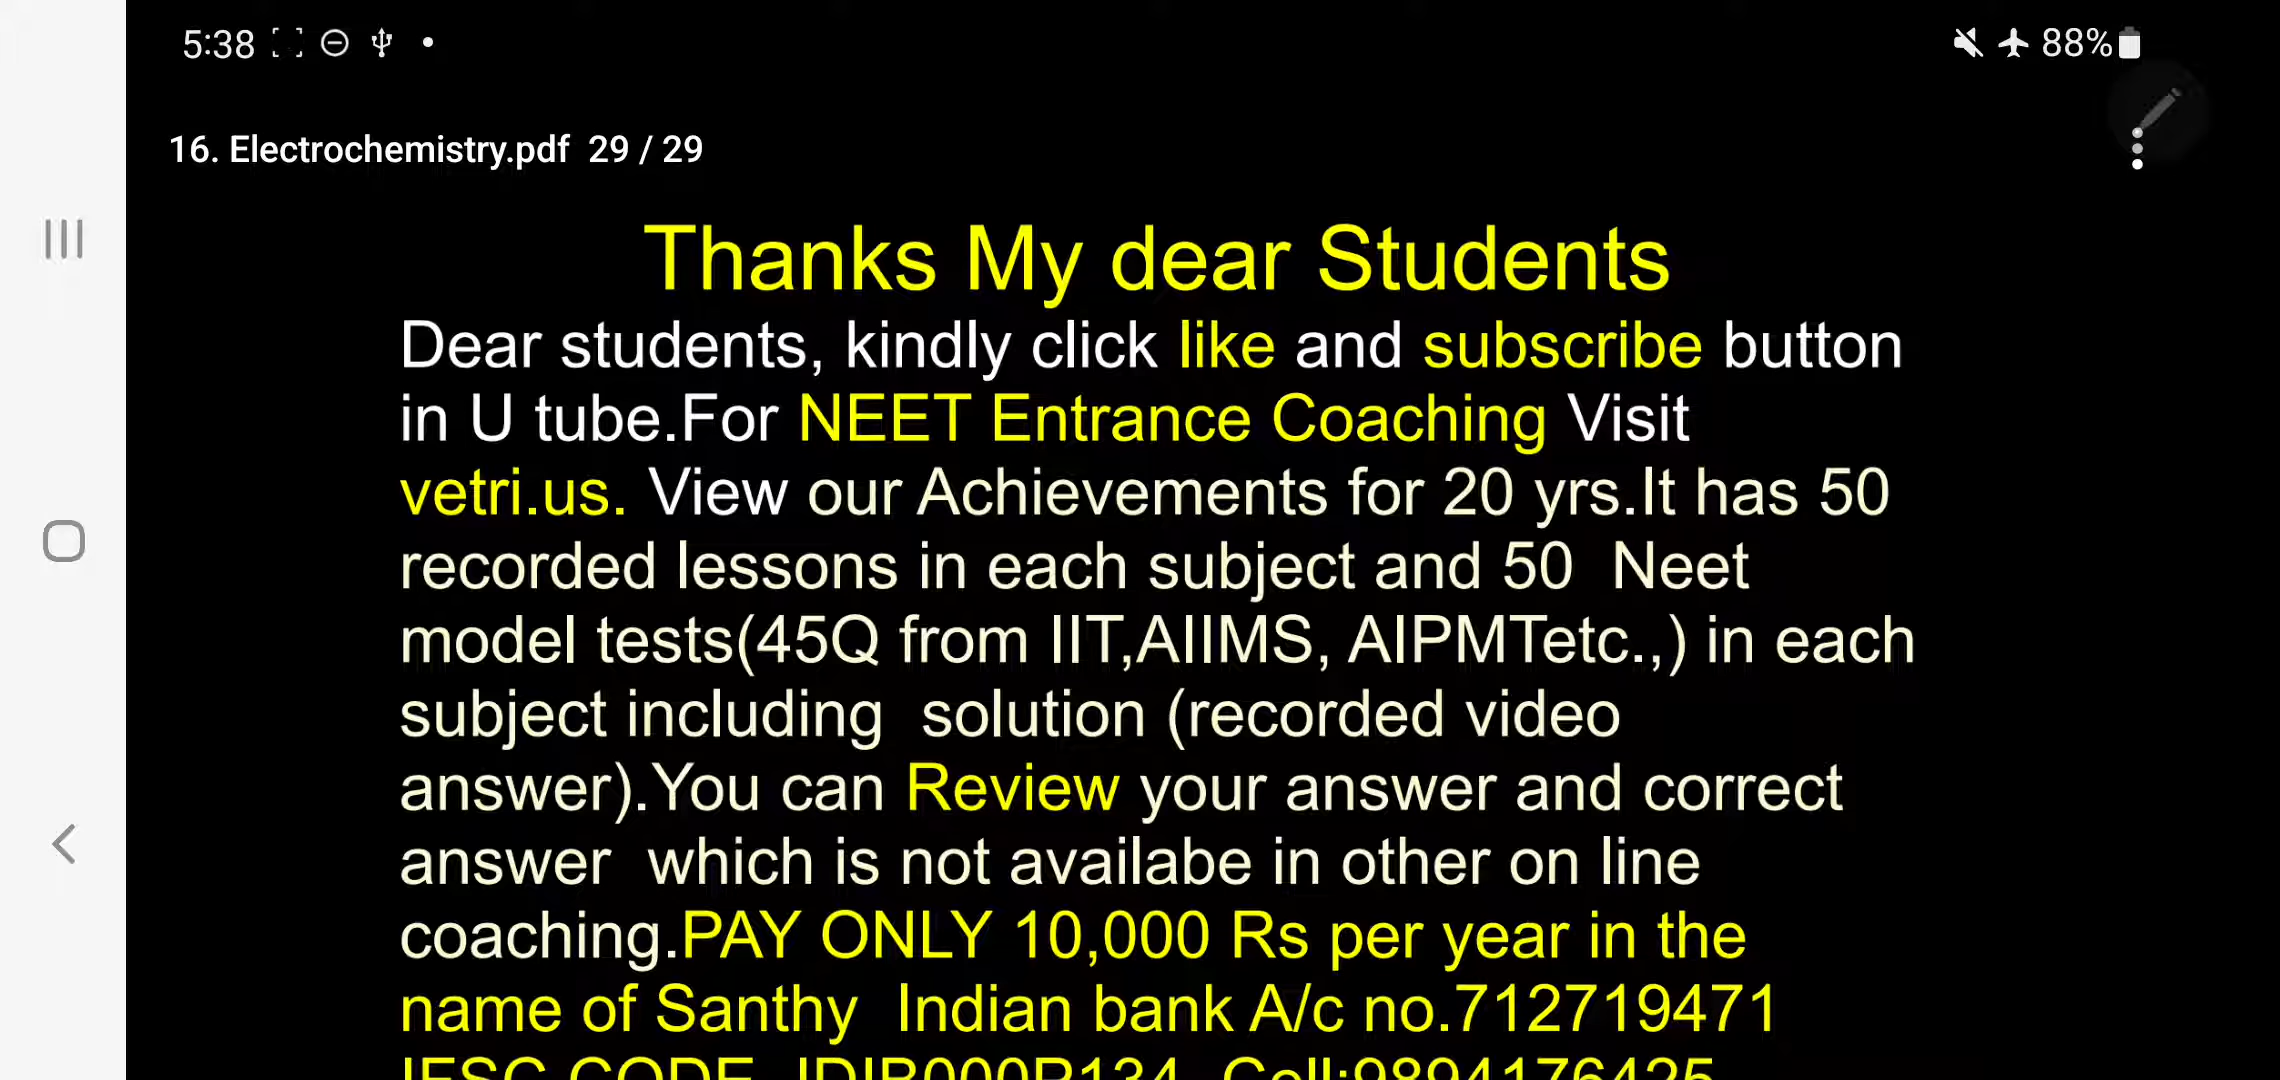 5:38
88%
16. Electrochemistry.pdf 29 / 29
Thanks My dear Students
Dear students, kindly click like and subscribe button
in U tube.For NEET Entrance Coaching Visit
vetri.us. View our Achievements for 20 yrs.It has 50
recorded lessons in each subject and 50 Neet
model tests(45Q from IIT,AIIMS, AIPMTetc.,) in each
subject including solution (recorded video
answer).You can Review your answer and correct
answer which is not availabe in other on line
coaching.PAY ONLY 10,000 Rs per year in the
name of Santhy Indian bank A/c no.712719471
IFSC CODE